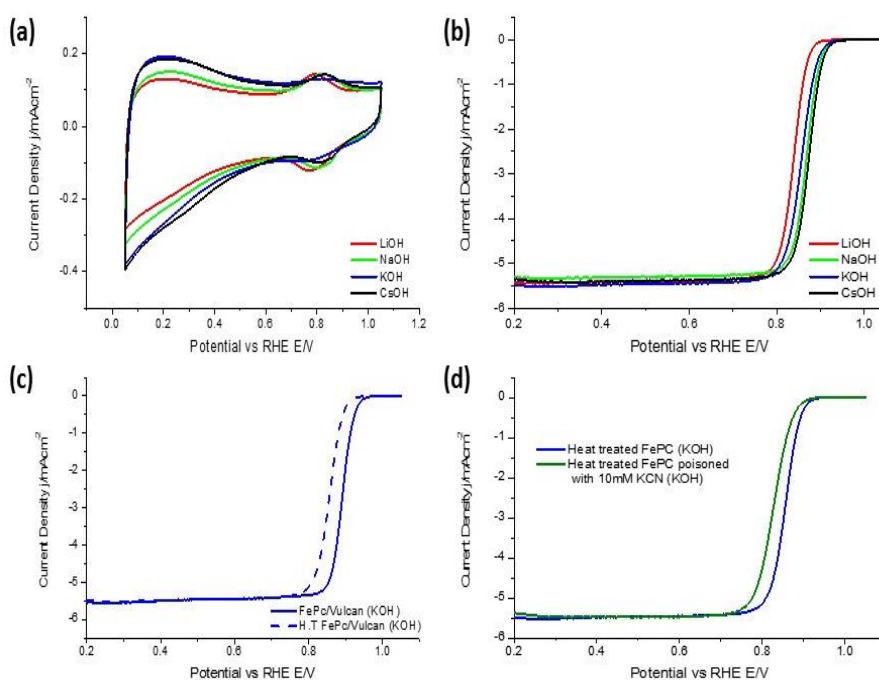 (a)
Current Density j/mAcm-2
0.2
0.0
0.2
0.4
LiOH
NaOH
KOH
CsOH
0.0 0.2 0.4 0.6 0.8 1.0 1.2
Potential vs RHE E/V
(b)
Current Density j/mAcm-2
0
-1
-2
-3
-4
-5
-6
LiOH
NaOH
KOH
CsOH
0.2 0.4 0.6 0.8 1.0
Potential vs RHE E/V
(c)
Current Density j/mAcm-2
0
-1
-2
-3
-4
-5
-6
FePc/Vulcan (KOH)
H.T FePc/Vulcan (KOH)
0.2 0.4 0.6 0.8 1.0
Potential vs RHE E/V
(d)
Current Density j/mAcm-2
0
-1
-2
-3
-4
-5
-6
Heat treated FePC (KOH)
Heat treated FePC poisoned
with 10mM KCN (KOH)
0.2 0.4 0.6 0.8 1.0
Potential vs RHE E/V